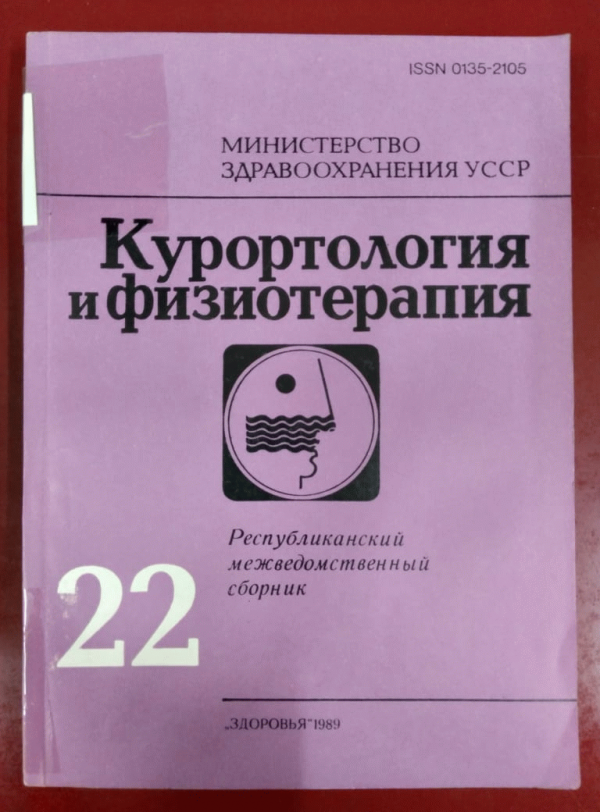 ISSN 0135-2105
МИНИСТЕРСТВО
ЗДРАВООХРАНЕНИЯ УССР
Курортология
и физиотерапия
Республиканский
межведомственный
сборник
22
„ЗДОРОВЬЯ" 1989